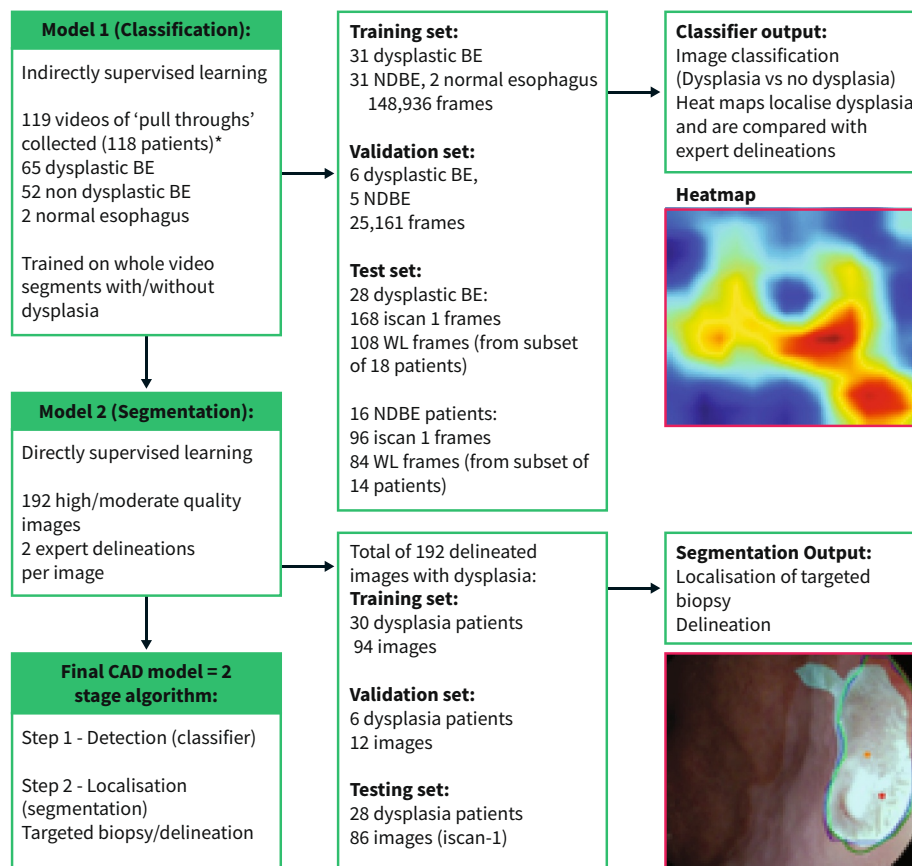 Model 1 (Classification):
Indirectly supervised learning
119 videos of ‘pull throughs’
collected (118 patients)*
65 dysplastic BE
52 non dysplastic BE
2 normal esophagus
Trained on whole video
segments with/without
dysplasia
Training set:
31 dysplastic BE
31 NDBE, 2 normal esophagus
148,936 frames
Validation set:
6 dysplastic BE,
5 NDBE
25,161 frames
Test set:
28 dysplastic BE:
168 iscan 1 frames
108 WL frames (from subset
of 18 patients)
16 NDBE patients:
96 iscan 1 frames
84 WL frames (from subset of
14 patients)
Classifier output:
Image classification
(Dysplasia vs no dysplasia)
Heat maps localise dysplasia
and are compared with
expert delineations
Heatmap
Model 2 (Segmentation):
Directly supervised learning
192 high/moderate quality
images
2 expert delineations
per image
Total of 192 delineated
images with dysplasia:
Training set:
30 dysplasia patients
94 images
Validation set:
6 dysplasia patients
12 images
Testing set:
28 dysplasia patients
86 images (iscan-1)
Segmentation Output:
Localisation of targeted
biopsy
Delineation
Final CAD model = 2
stage algorithm:
Step 1 - Detection (classifier)
Step 2 - Localisation
(segmentation)
Targeted biopsy/delineation